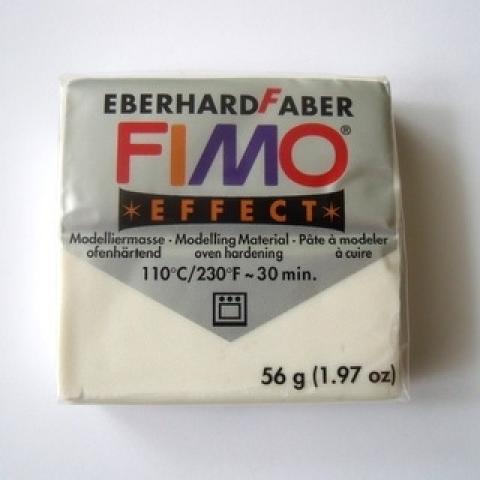 EBERHARDFABER
FIMO®
*EFFECT*
Modelliermasse - Modelling Material - Pâte à modeler
ofenhärtend oven hardening à cuire
110°C/230°F ~ 30 min.
56 g (1.97 oz)